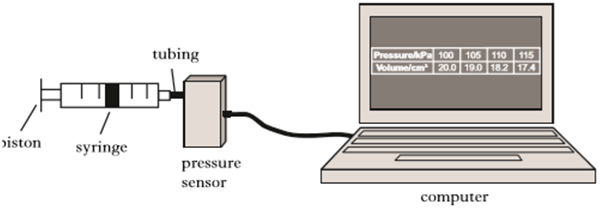 tubing
Pressure/kPa 100 105 110 115
Volume/cm³ 20.0 19.0 18.2 17.4
piston
syringe
pressure
sensor
computer